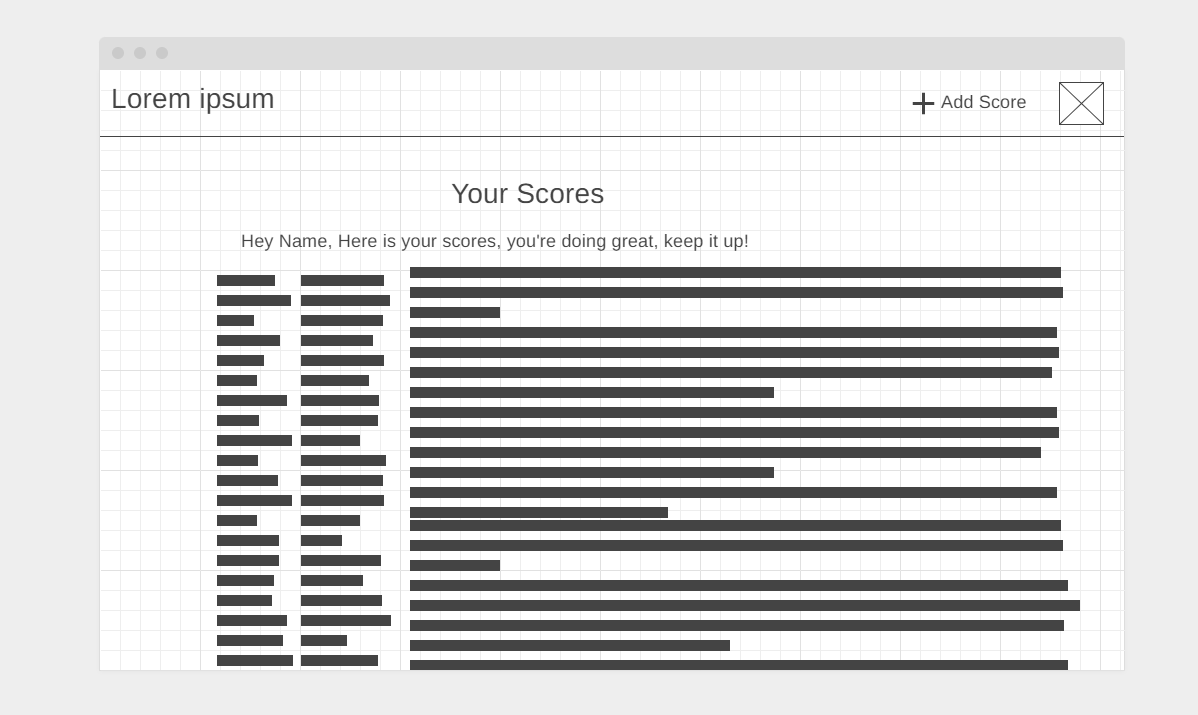 Lorem ipsum
Add Score
Your Scores
Hey Name, Here is your scores, you're doing great, keep it up!